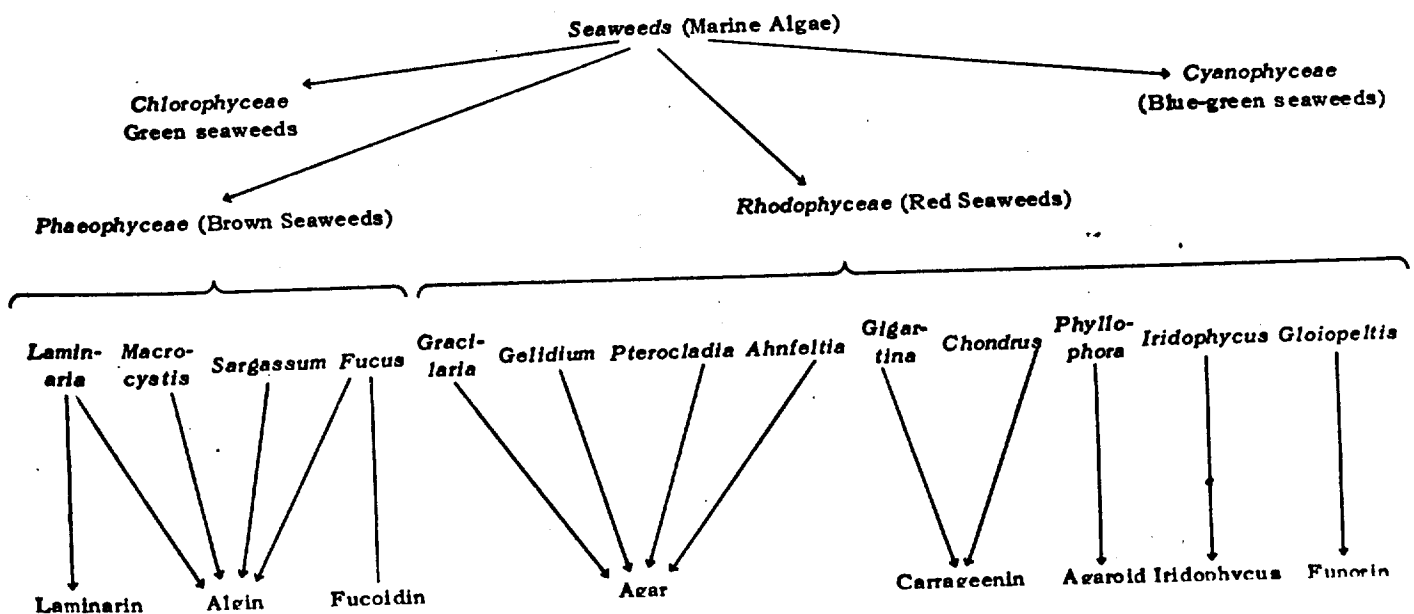 Seaweeds (Marine Algae)
Chlorophyceae
Green seaweeds
Cyanophyceae
(Blue-green seaweeds)
Phaeophyceae (Brown Seaweeds)
Rhodophyceae (Red Seaweeds)
Lamin-
aria
Macro-
cystis
Sargassum
Fucus
Graci-
laria
Gelidium
Pterocladia
Ahnfeltia
Gigar-
tina
Chondrus
Phyllo-
phora
Iridophycus
Gloiopeltis
Laminarin
Algin
Fucoidin
Agar
Carrageenin
Agaroid
Iridophycus
Funorin